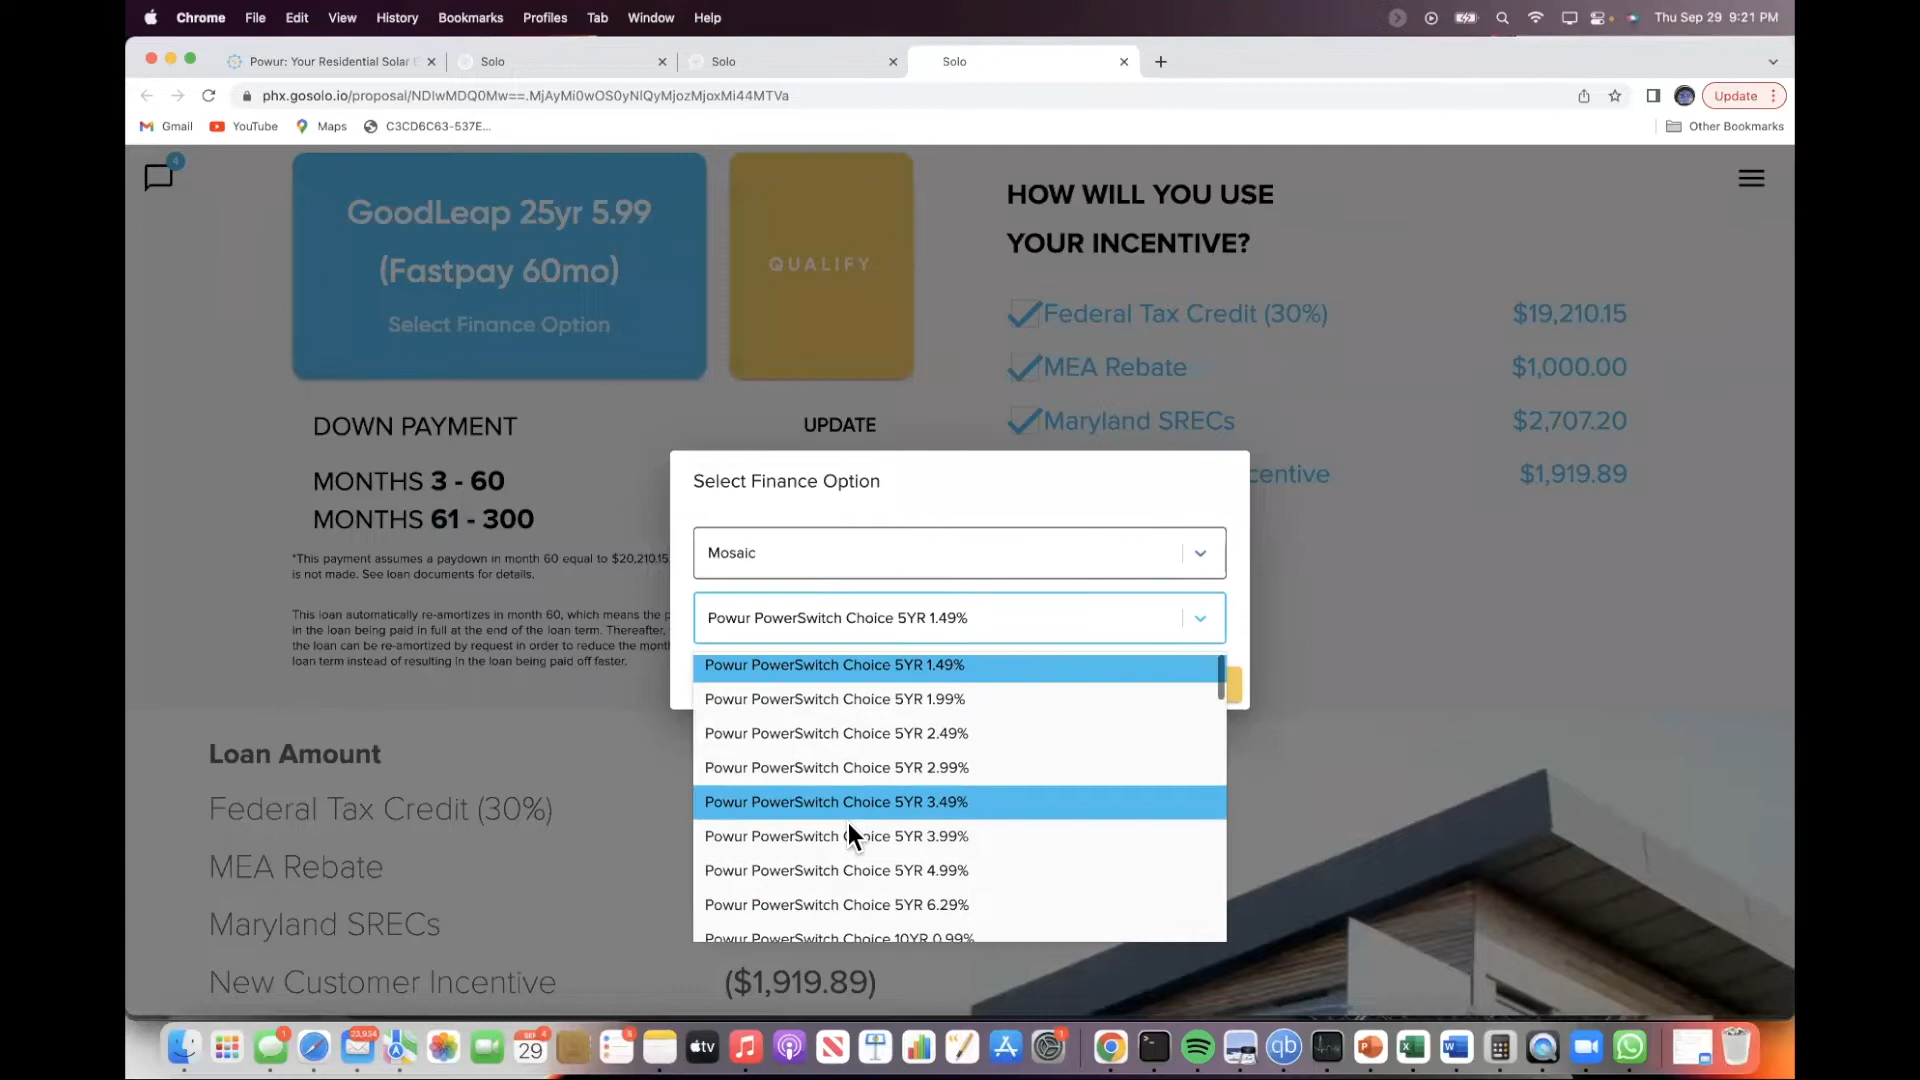 Chrome File Edit View History Bookmarks Profiles Tab Window Help
Thu Sep 29 9:21 PM
Powur: Your Residential Solar
Solo
Solo
Solo
phx.gosolo.io/proposal/NDIwMDQ0Mw==.MjAyMi0wOS0yNlQyMjozMjoxMi44MTVa
Update
Gmail
YouTube
Maps
C3CD6C63-537E...
Other Bookmarks
4
GoodLeap 25yr 5.99
(Fastpay 60mo)
Select Finance Option
QUALIFY
HOW WILL YOU USE
YOUR INCENTIVE?
Federal Tax Credit (30%) $19,210.15
MEA Rebate $1,000.00
Maryland SRECs $2,707.20
centive $1,919.89
DOWN PAYMENT
UPDATE
MONTHS 3 - 60
MONTHS 61 - 300
*This payment assumes a paydown in month 60 equal to $20,210.15
is not made. See loan documents for details.
This loan automatically re-amortizes in month 60, which means the p
in the loan being paid in full at the end of the loan term. Thereafter,
the loan can be re-amortized by request in order to reduce the month
loan term instead of resulting in the loan being paid off faster.
Select Finance Option
Mosaic
Powur PowerSwitch Choice 5YR 1.49%
Powur PowerSwitch Choice 5YR 1.49%
Powur PowerSwitch Choice 5YR 1.99%
Powur PowerSwitch Choice 5YR 2.49%
Powur PowerSwitch Choice 5YR 2.99%
Powur PowerSwitch Choice 5YR 3.49%
Powur PowerSwitch Choice 5YR 3.99%
Powur PowerSwitch Choice 5YR 4.99%
Powur PowerSwitch Choice 5YR 6.29%
Powur PowerSwitch Choice 10YR 0.99%
Loan Amount
Federal Tax Credit (30%)
MEA Rebate
Maryland SRECs
New Customer Incentive
($1,919.89)
1
23,934
SEP 4
29
tv
1
qb
P
X
W